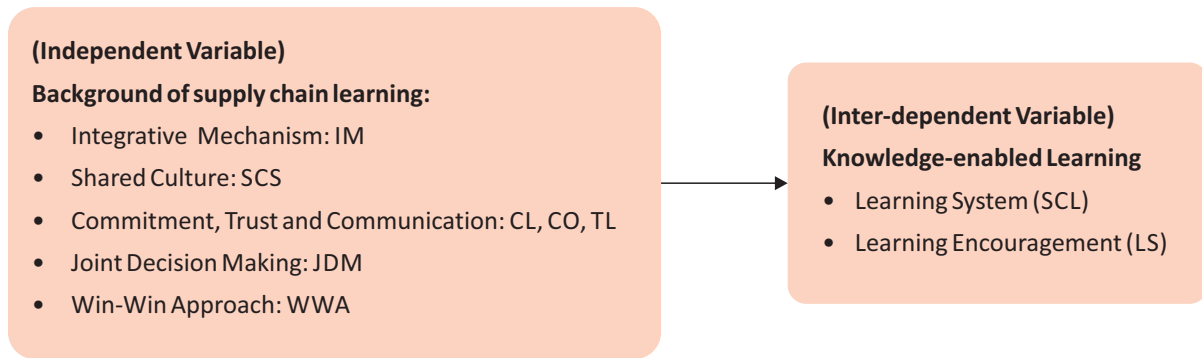 (Independent Variable)
Background of supply chain learning:
• Integrative Mechanism: IM
• Shared Culture: SCS
• Commitment, Trust and Communication: CL, CO, TL
• Joint Decision Making: JDM
• Win-Win Approach: WWA
(Inter-dependent Variable)
Knowledge-enabled Learning
• Learning System (SCL)
• Learning Encouragement (LS)